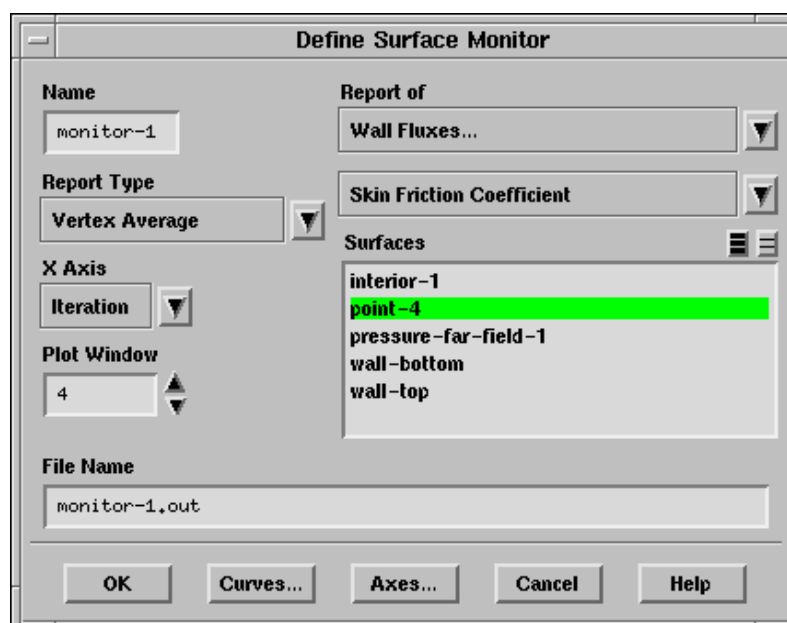 Define Surface Monitor
Name
monitor-1
Report Type
Vertex Average
X Axis
Iteration
Plot Window
4
Report of
Wall Fluxes...
Skin Friction Coefficient
Surfaces
interior-1
point-4
pressure-far-field-1
wall-bottom
wall-top
File Name
monitor-1.out
OK
Curves...
Axes...
Cancel
Help